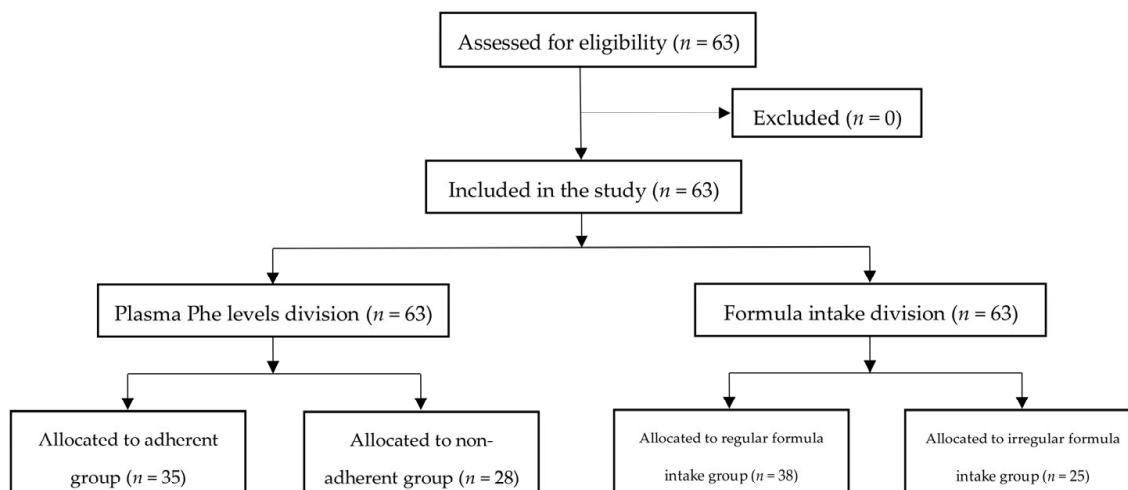 Assessed for eligibility (n = 63)
Excluded (n = 0)
Included in the study (n = 63)
Plasma Phe levels division (n = 63)
Formula intake division (n = 63)
Allocated to adherent
group (n = 35)
Allocated to non-
adherent group (n = 28)
Allocated to regular formula
intake group (n = 38)
Allocated to irregular formula
intake group (n = 25)